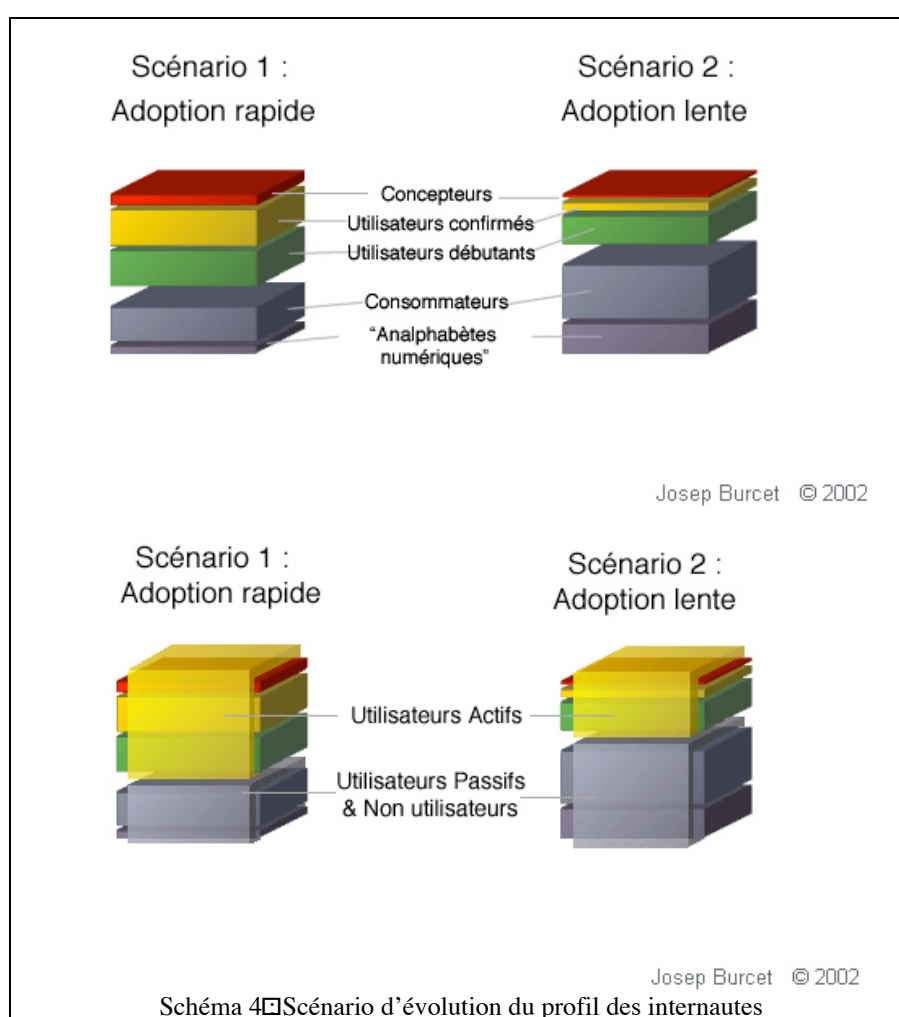 Scénario 1 :
Adoption rapide
Scénario 2 :
Adoption lente
Concepteurs
Utilisateurs confirmés
Utilisateurs débutants
Consommateurs
“Analphabètes
numériques”
Josep Burcet © 2002
Scénario 1 :
Adoption rapide
Scénario 2 :
Adoption lente
Utilisateurs Actifs
Utilisateurs Passifs
& Non utilisateurs
Josep Burcet © 2002
Schéma 4⊡Scénario d’évolution du profil des internautes